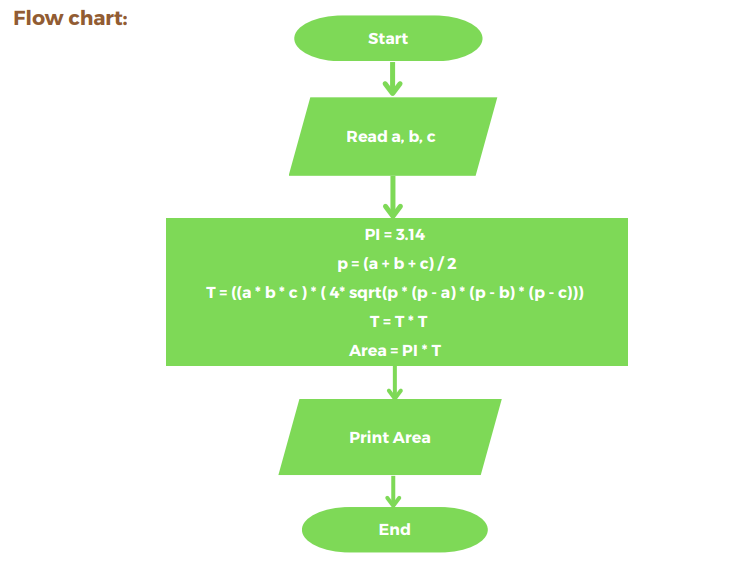 Flow chart:
Start
Read a, b, c
PI = 3.14
p = (a + b + c) / 2
T = ((a * b * c ) * ( 4* sqrt(p * (p - a) * (p - b) * (p - c)))
T = T * T
Area = PI * T
Print Area
End